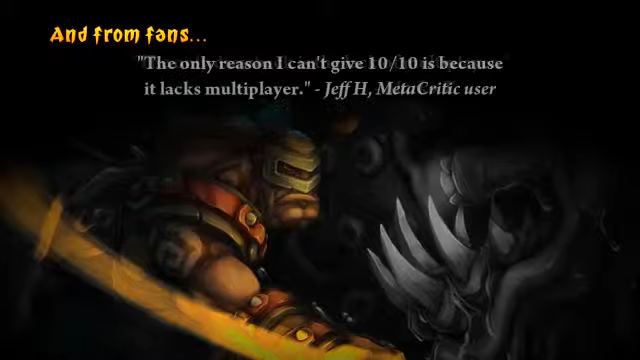 And from fans...
"The only reason I can't give 10/10 is because
it lacks multiplayer." - Jeff H, MetaCritic user